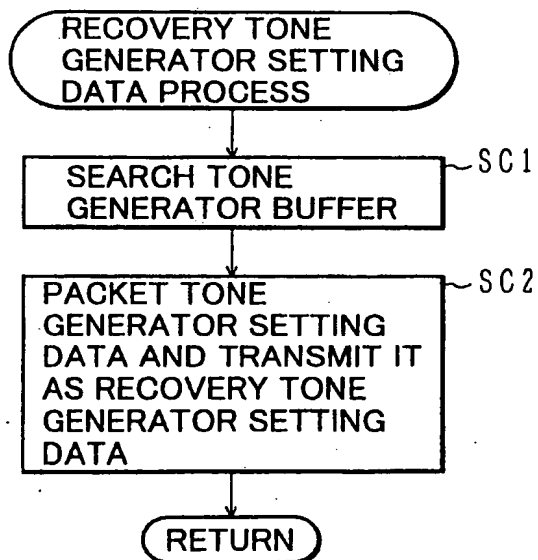 RECOVERY TONE
GENERATOR SETTING
DATA PROCESS
SC1
SEARCH TONE
GENERATOR BUFFER
SC2
PACKET TONE
GENERATOR SETTING
DATA AND TRANSMIT IT
AS RECOVERY TONE
GENERATOR SETTING
DATA
RETURN